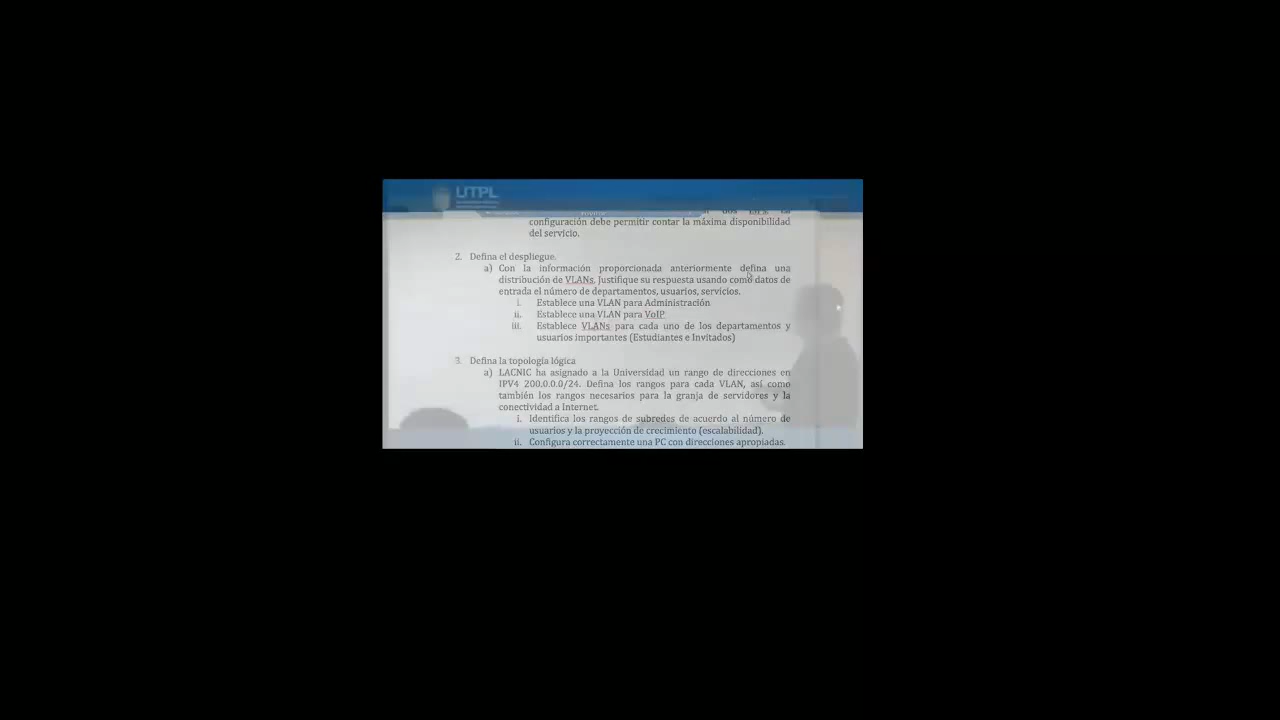 UTPL
dos ISPs. La
configuración debe permitir contar la máxima disponibilidad
del servicio.
2. Defina el despliegue.
a) Con la información proporcionada anteriormente defina una
distribución de VLANs. Justifique su respuesta usando como datos de
entrada el número de departamentos, usuarios, servicios.
i. Establece una VLAN para Administración
ii. Establece una VLAN para VoIP
iii. Establece VLANs para cada uno de los departamentos y
usuarios importantes (Estudiantes e Invitados)
3. Defina la topología lógica
a) LACNIC ha asignado a la Universidad un rango de direcciones en
IPV4 200.0.0.0/24. Defina los rangos para cada VLAN, así como
también los rangos necesarios para la granja de servidores y la
conectividad a Internet.
i. Identifica los rangos de subredes de acuerdo al número de
usuarios y la proyección de crecimiento (escalabilidad).
ii. Configura correctamente una PC con direcciones apropiadas.